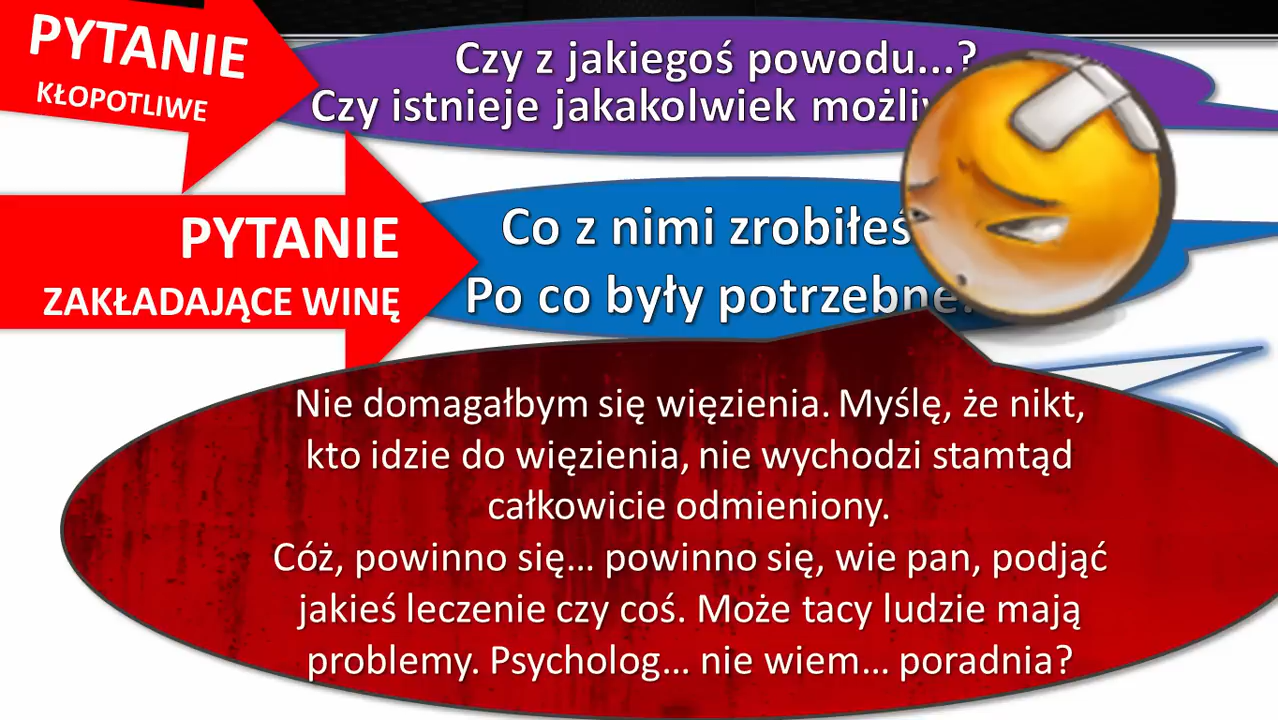 PYTANIE
KŁOPOTLIWE
Czy z jakiegoś powodu...?
Czy istnieje jakakolwiek
PYTANIE
ZAKŁADAJĄCE WINĘ
Co z nimi zrobiłeś
Po co były potrzebne?
Nie domagałbym się więzienia. Myślę, że nikt,
kto idzie do więzienia, nie wychodzi stamtąd
całkowicie odmieniony.
Cóż, powinno się... powinno się, wie pan, podjąć
jakieś leczenie czy coś. Może tacy ludzie mają
problemy. Psycholog... nie wiem... poradnia?